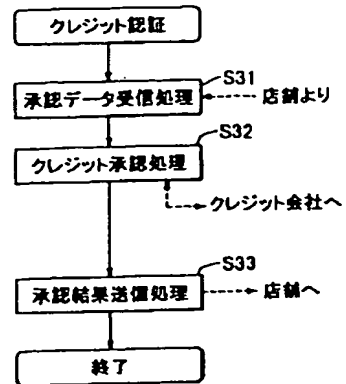 クレジット認証
S31
承認データ受信処理
店舗より
S32
クレジット承認処理
クレジット会社へ
S33
承認結果送信処理
店舗へ
終了